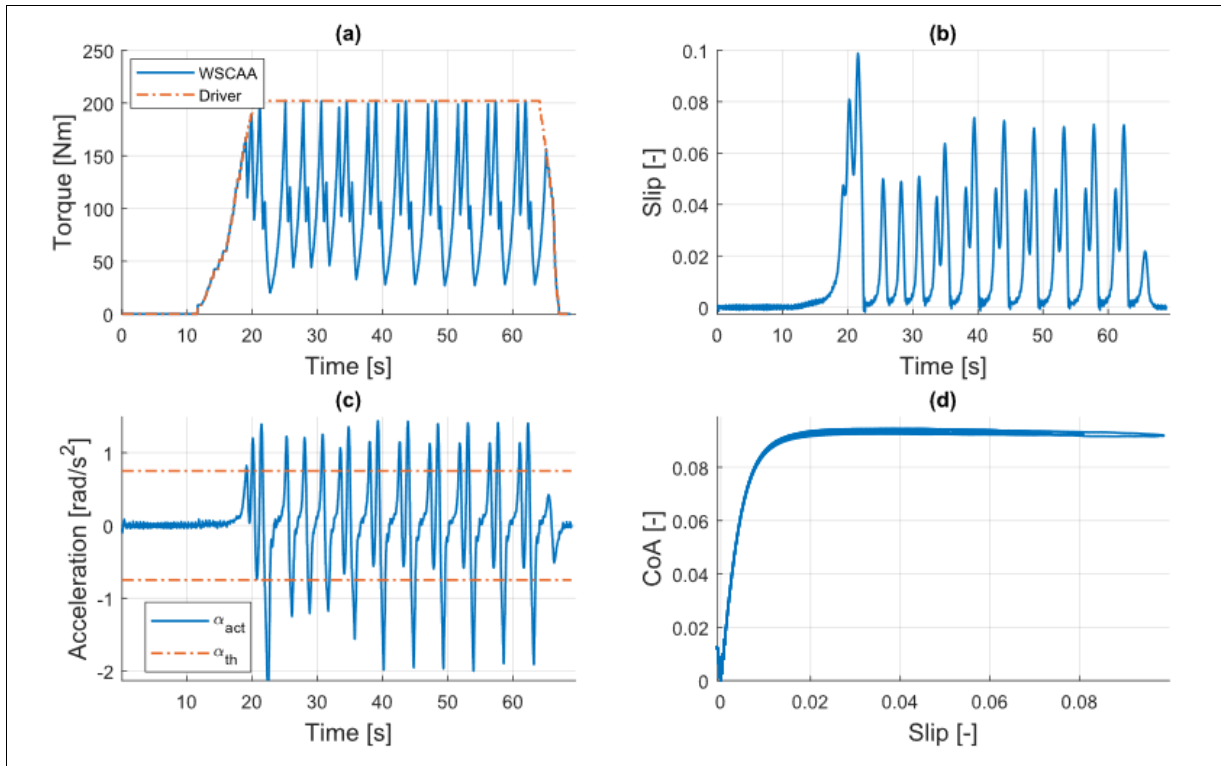 (a)
250
200
150
100
50
0
Torque [Nm]
WSCAA
Driver
0 10 20 30 40 50 60
Time [s]
(b)
0.1
0.08
0.06
0.04
0.02
0
Slip [-]
0 10 20 30 40 50 60
Time [s]
(c)
1
0
-1
-2
Acceleration [rad/s²]
α_act
α_th
10 20 30 40 50 60
Time [s]
(d)
0.08
0.06
0.04
0.02
0
CoA [-]
0 0.02 0.04 0.06 0.08
Slip [-]